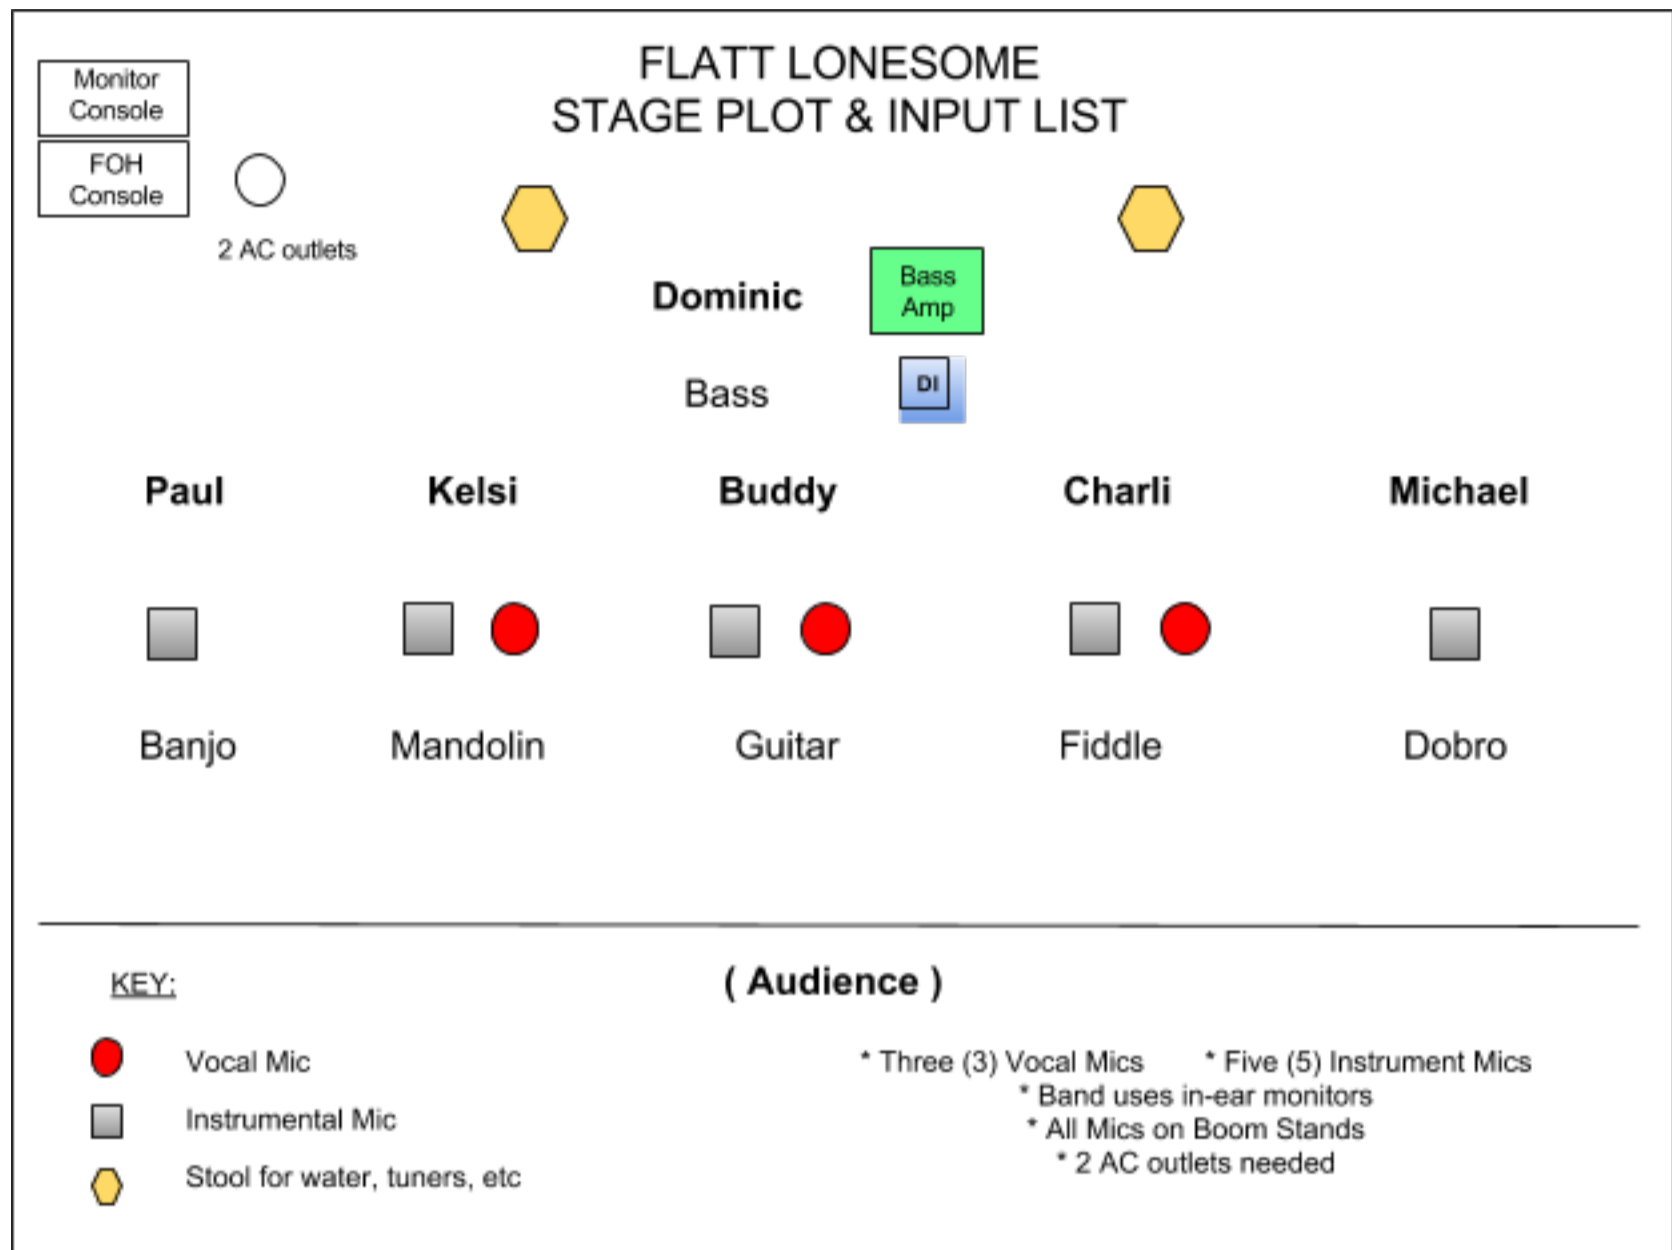 FLATT LONESOME
STAGE PLOT & INPUT LIST
Monitor
Console
FOH
Console
2 AC outlets
Dominic
Bass
Amp
Bass
DI
Paul Kelsi Buddy Charli Michael
Banjo Mandolin Guitar Fiddle Dobro
( Audience )
KEY:
Vocal Mic
Instrumental Mic
Stool for water, tuners, etc
* Three (3) Vocal Mics * Five (5) Instrument Mics
* Band uses in-ear monitors
* All Mics on Boom Stands
* 2 AC outlets needed